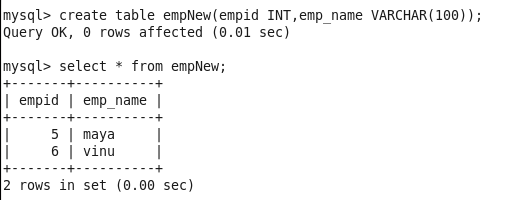 mysql> create table empNew(empid INT,emp_name VARCHAR(100));
Query OK, 0 rows affected (0.01 sec)
mysql> select * from empNew;
+-------+----------+
| empid | emp_name |
+-------+----------+
|     5 | maya     |
|     6 | vinu     |
+-------+----------+
2 rows in set (0.00 sec)